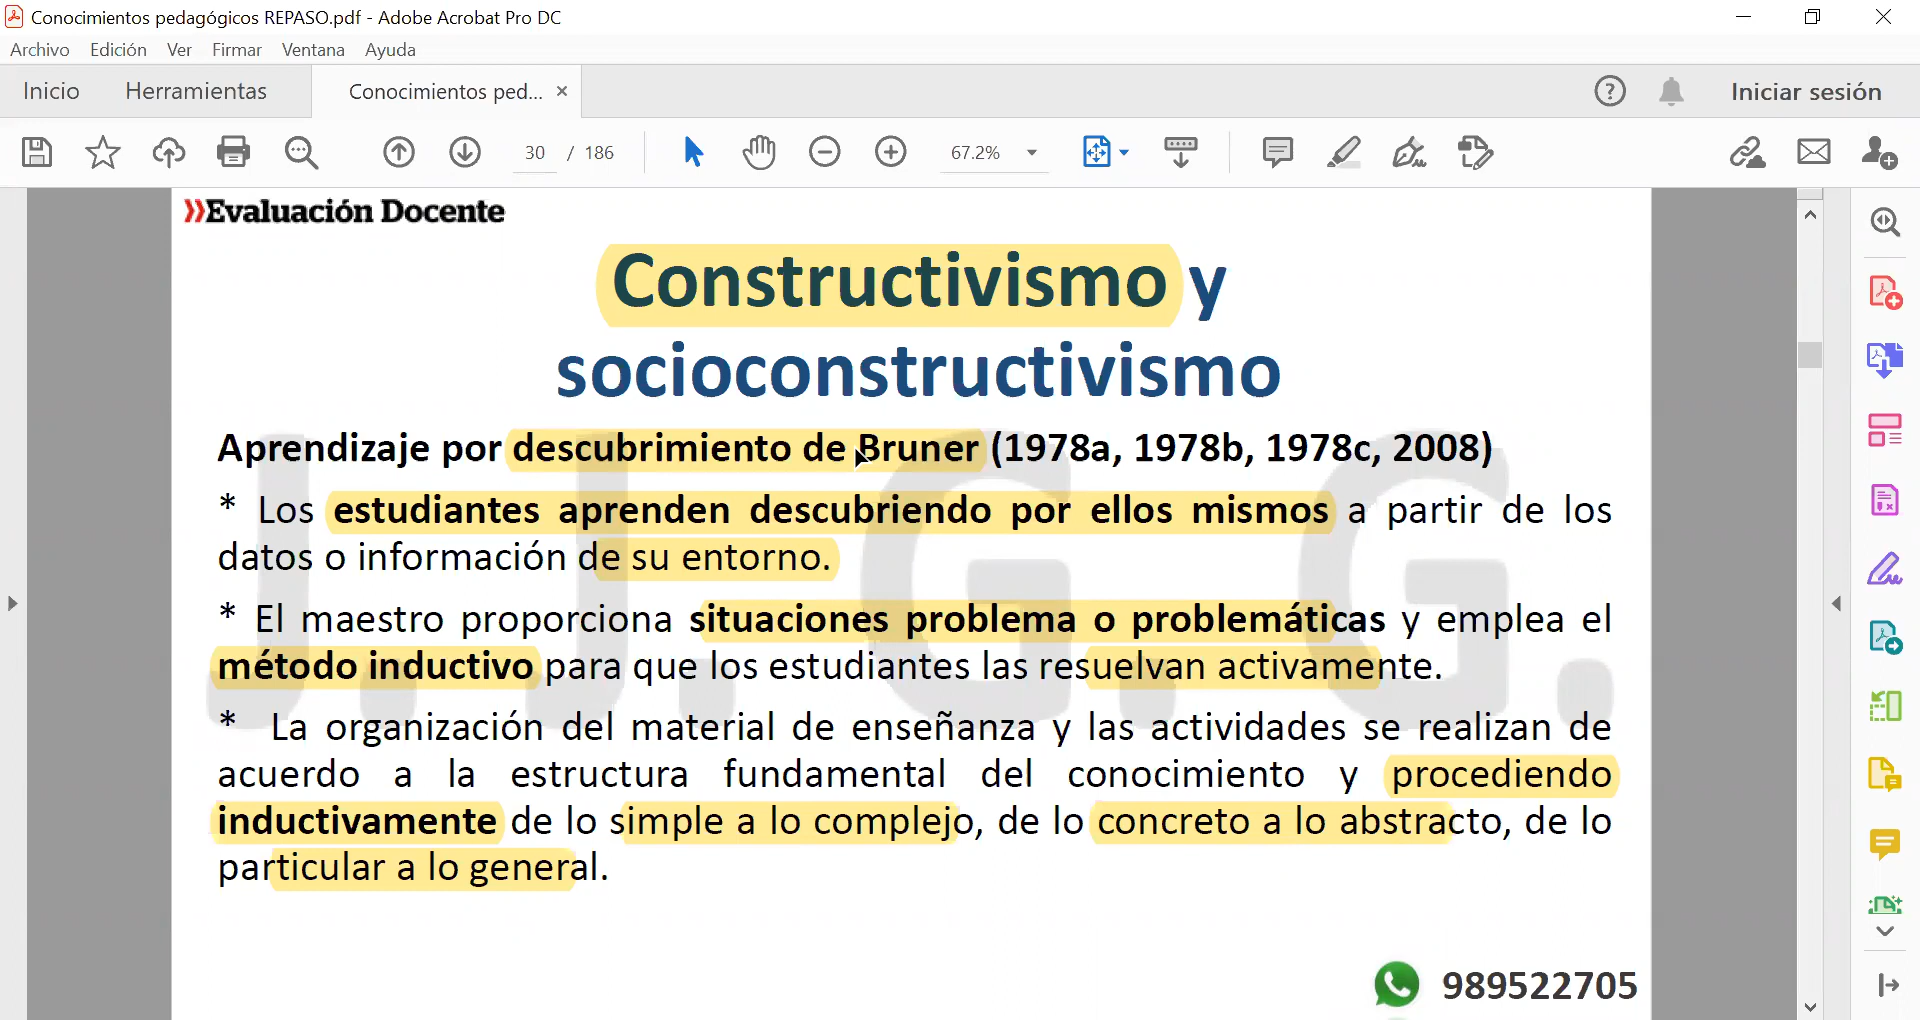 Conocimientos pedagógicos REPASO.pdf - Adobe Acrobat Pro DC
Archivo Edición Ver Firmar Ventana Ayuda
Inicio Herramientas Conocimientos ped... × Iniciar sesión
30 / 186 67.2%
Evaluación Docente
Constructivismo y
socioconstructivismo
Aprendizaje por descubrimiento de Bruner (1978a, 1978b, 1978c, 2008)
* Los estudiantes aprenden descubriendo por ellos mismos a partir de los
datos o información de su entorno.
* El maestro proporciona situaciones problema o problemáticas y emplea el
método inductivo para que los estudiantes las resuelvan activamente.
* La organización del material de enseñanza y las actividades se realizan de
acuerdo a la estructura fundamental del conocimiento y procediendo
inductivamente de lo simple a lo complejo, de lo concreto a lo abstracto, de lo
particular a lo general.
J. J. G. G.
989522705